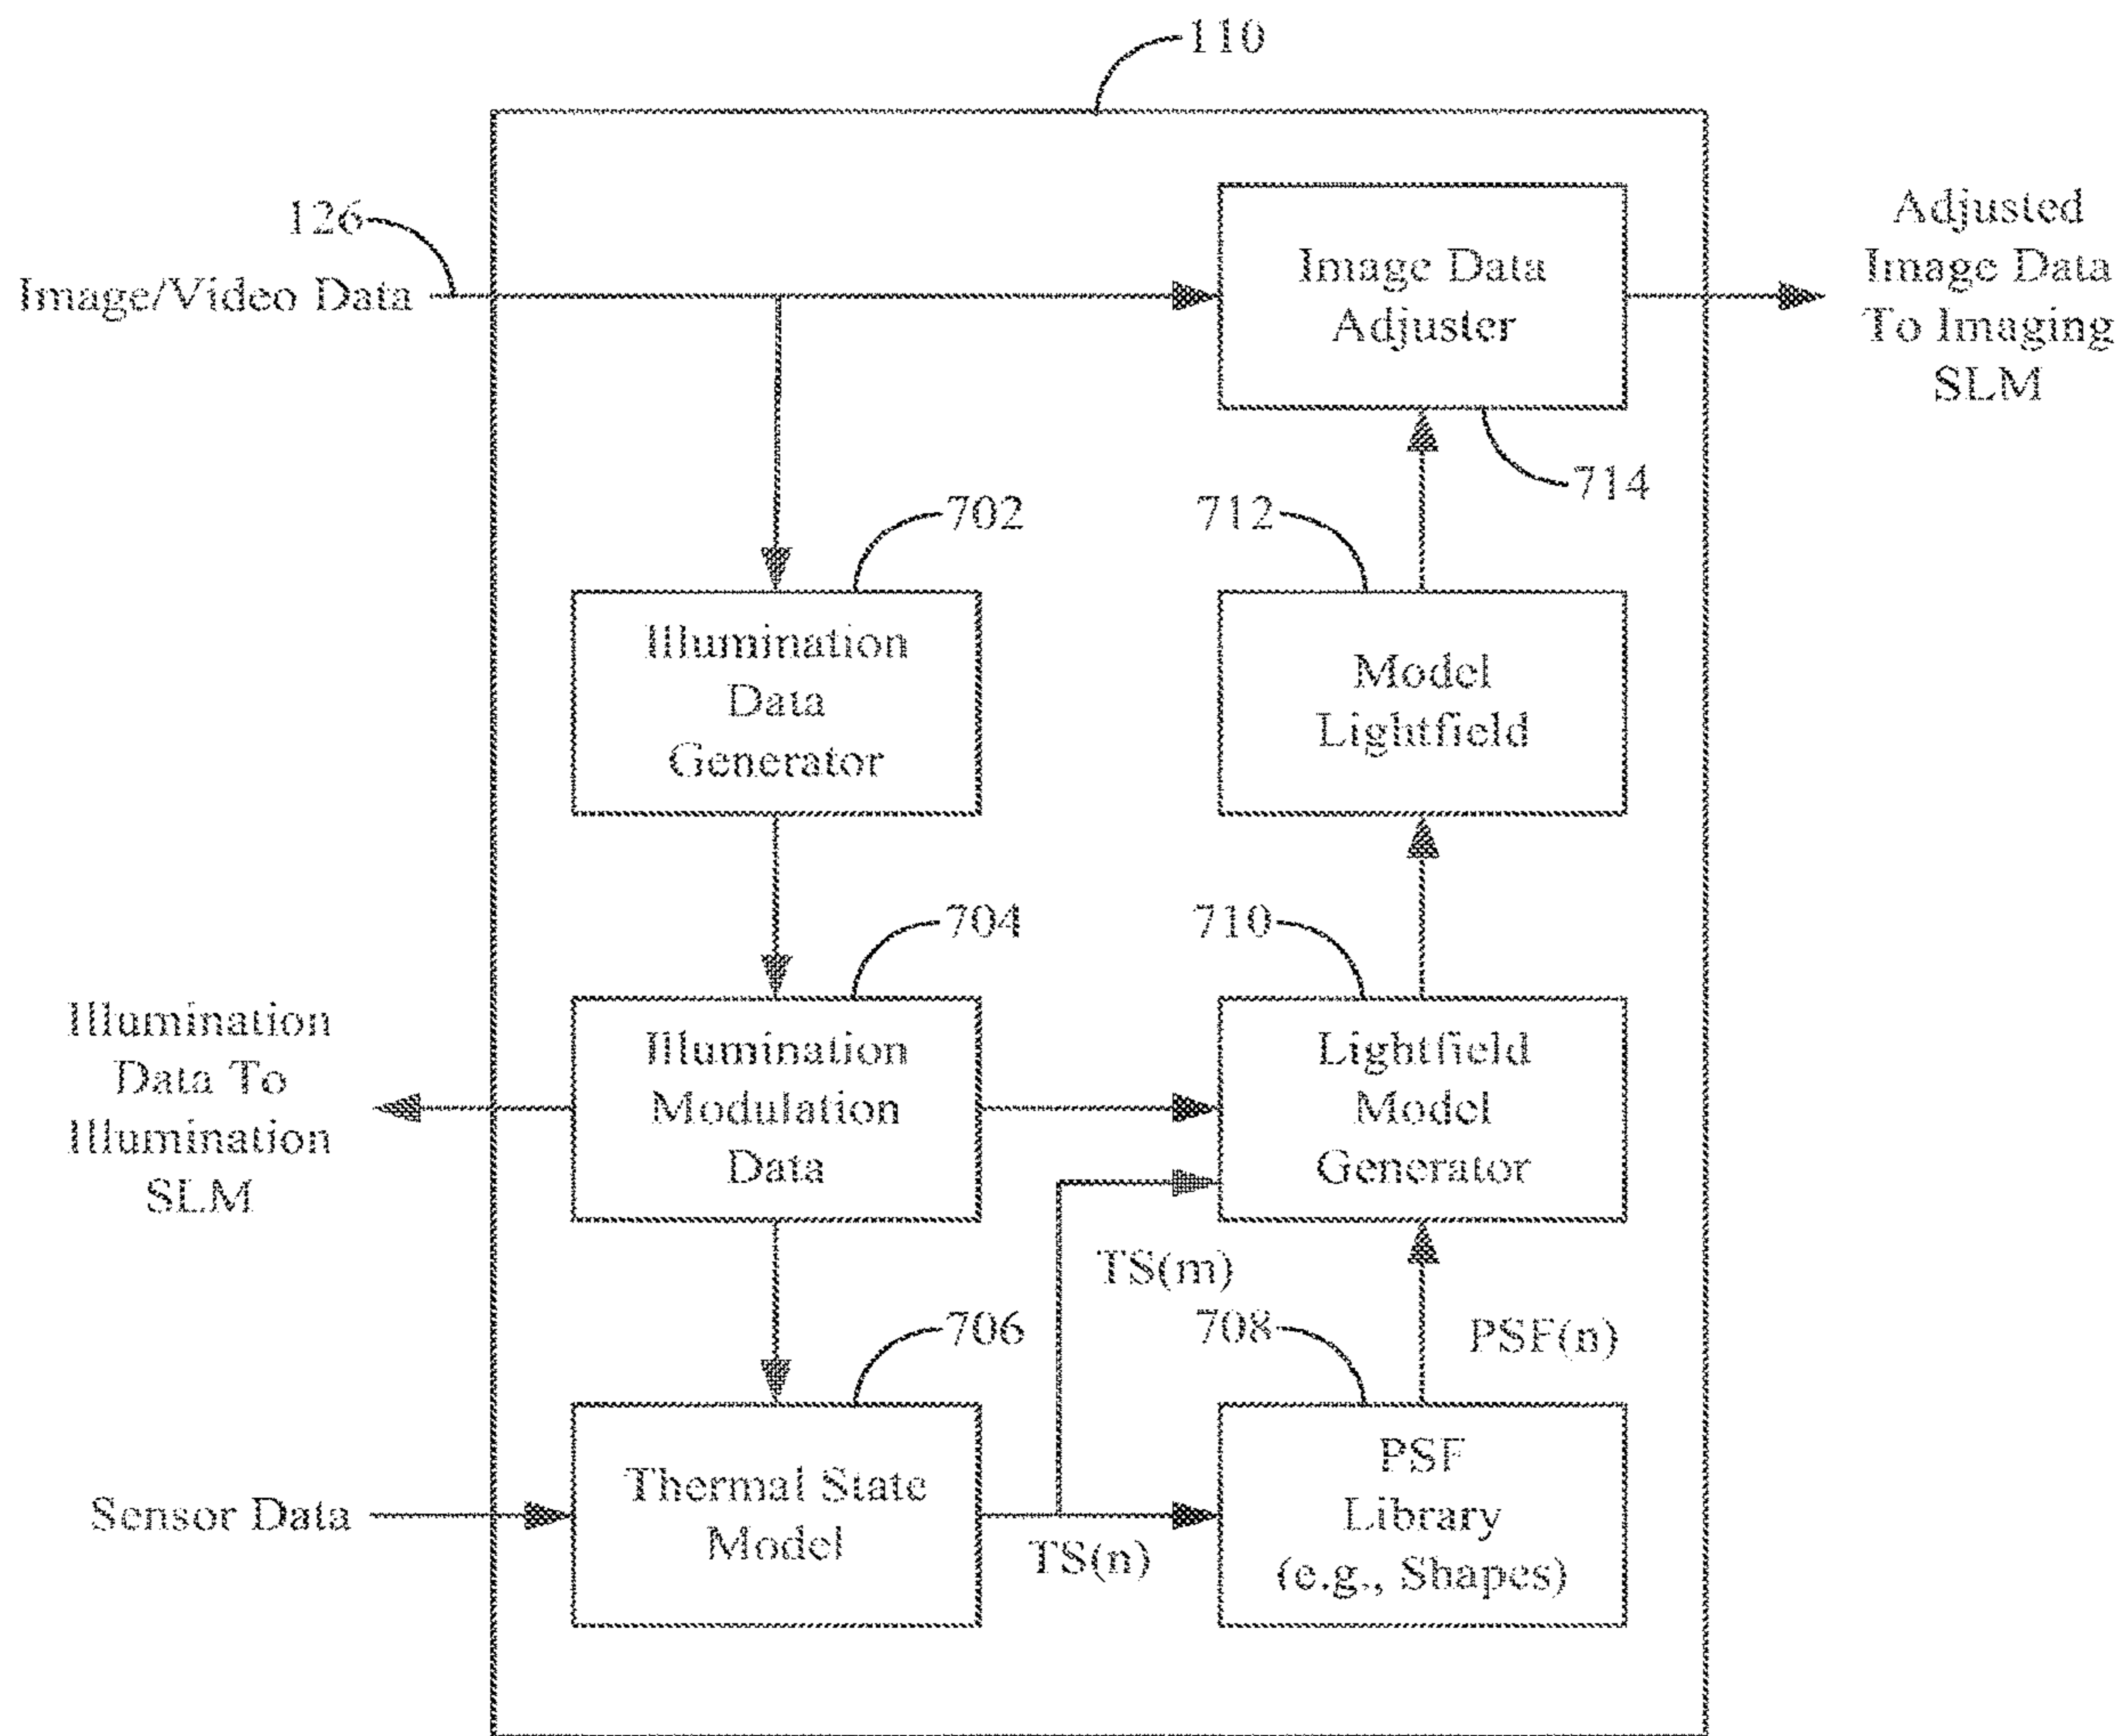 110
126
Image/Video Data
Image Data
Adjuster
Adjusted
Image Data
To Imaging
SLM
714
702
712
Illumination
Data
Generator
Model
Lightfield
704
710
Illumination
Data To
Illumination
SLM
Illumination
Modulation
Data
Lightfield
Model
Generator
TS(m)
706
708
PSF(n)
Sensor Data
Thermal State
Model
TS(n)
PSF
Library
(e.g., Shapes)